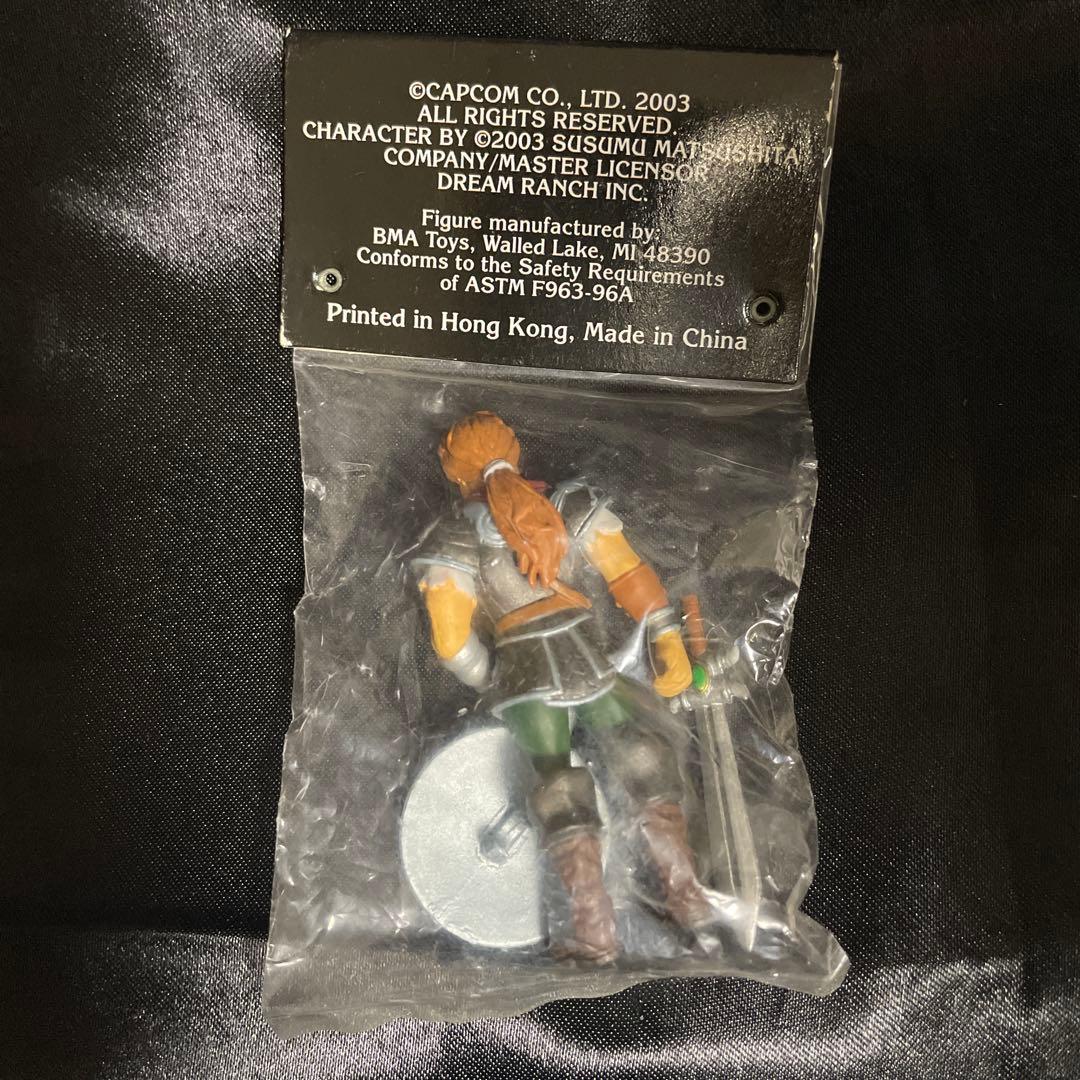 ©CAPCOM CO., LTD. 2003
ALL RIGHTS RESERVED.
CHARACTER BY ©2003 SUSUMU MATSUSHITA
COMPANY/MASTER LICENSOR
DREAM RANCH INC.
Figure manufactured by:
BMA Toys, Walled Lake, MI 48390
Conforms to the Safety Requirements
of ASTM F963-96A
Printed in Hong Kong, Made in China